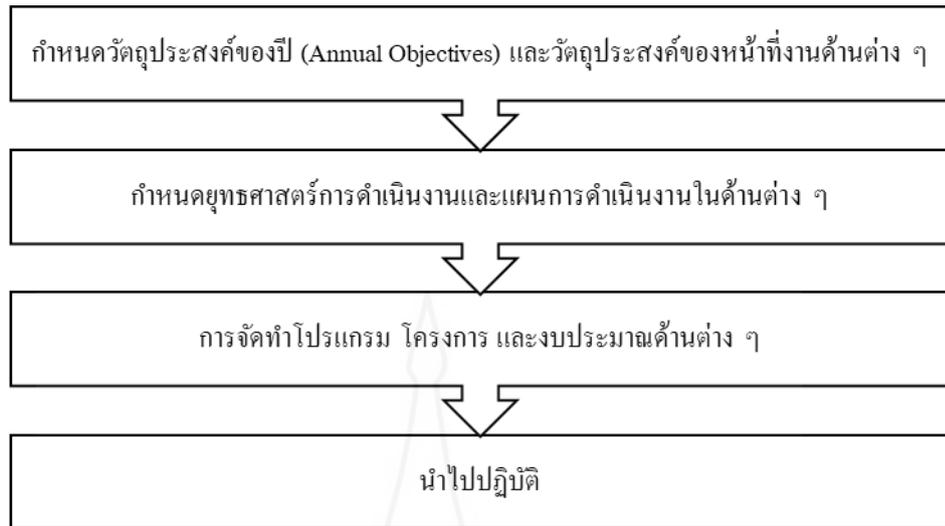 กำหนดวัตถุประสงค์ของปี (Annual Objectives) และวัตถุประสงค์ของหน้าที่งานด้านต่าง ๆ
กำหนดยุทธศาสตร์การดำเนินงานและแผนการดำเนินงานในด้านต่าง ๆ
การจัดทำโปรแกรม โครงการ และงบประมาณด้านต่าง ๆ
นำไปปฏิบัติ